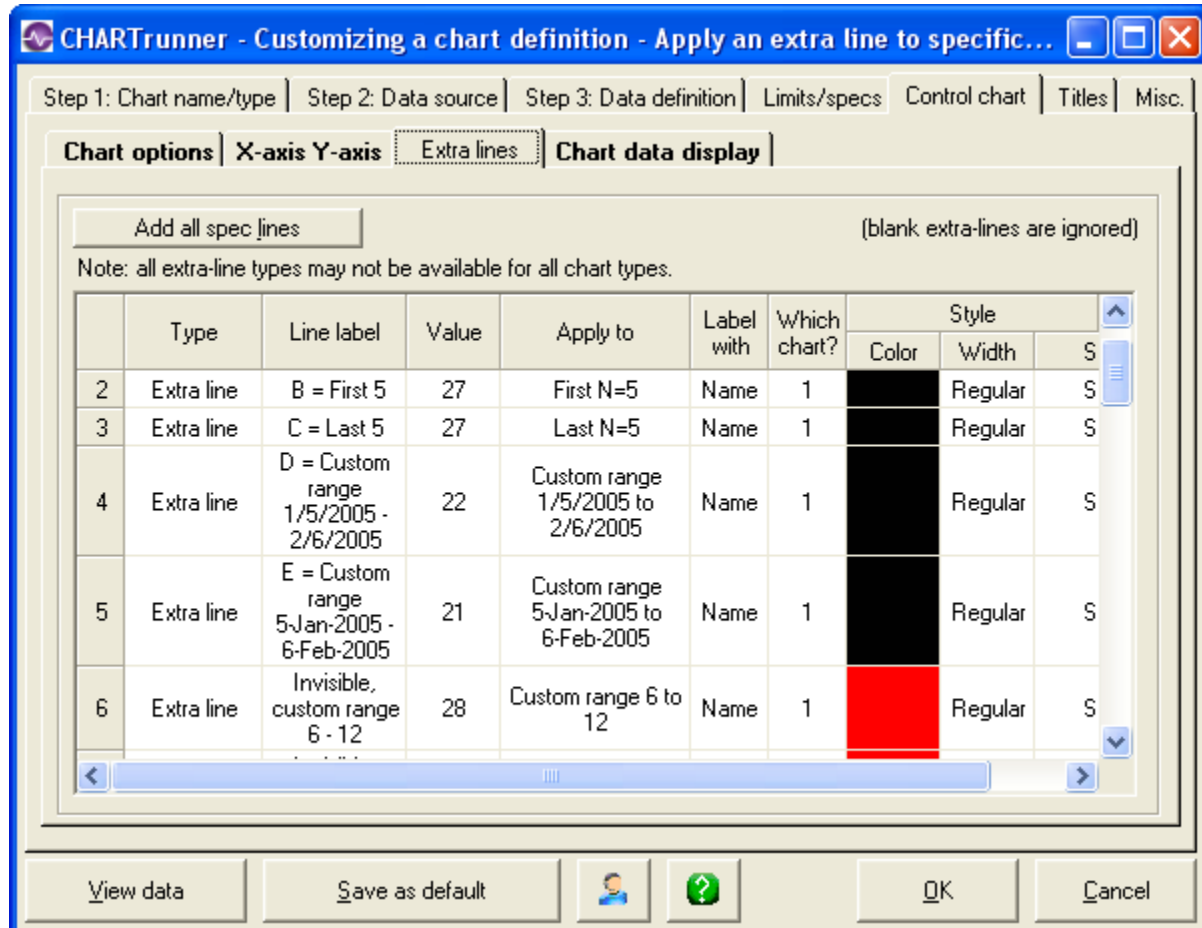 CHARTrunner - Customizing a chart definition - Apply an extra line to specific...
Step 1: Chart name/type Step 2: Data source Step 3: Data definition Limits/specs Control chart Titles Misc.
Chart options X-axis Y-axis Extra lines Chart data display
Add all spec lines (blank extra-lines are ignored)
Note: all extra-line types may not be available for all chart types.
Type Line label Value Apply to Label with Which chart? Style
Color Width S
2 Extra line B = First 5 27 First N=5 Name 1 Regular S
3 Extra line C = Last 5 27 Last N=5 Name 1 Regular S
4 Extra line D = Custom range 1/5/2005 - 2/6/2005 22 Custom range 1/5/2005 to 2/6/2005 Name 1 Regular S
5 Extra line E = Custom range 5-Jan-2005 - 6-Feb-2005 21 Custom range 5-Jan-2005 to 6-Feb-2005 Name 1 Regular S
6 Extra line Invisible, custom range 6 - 12 28 Custom range 6 to 12 Name 1 Regular S
View data Save as default ? OK Cancel